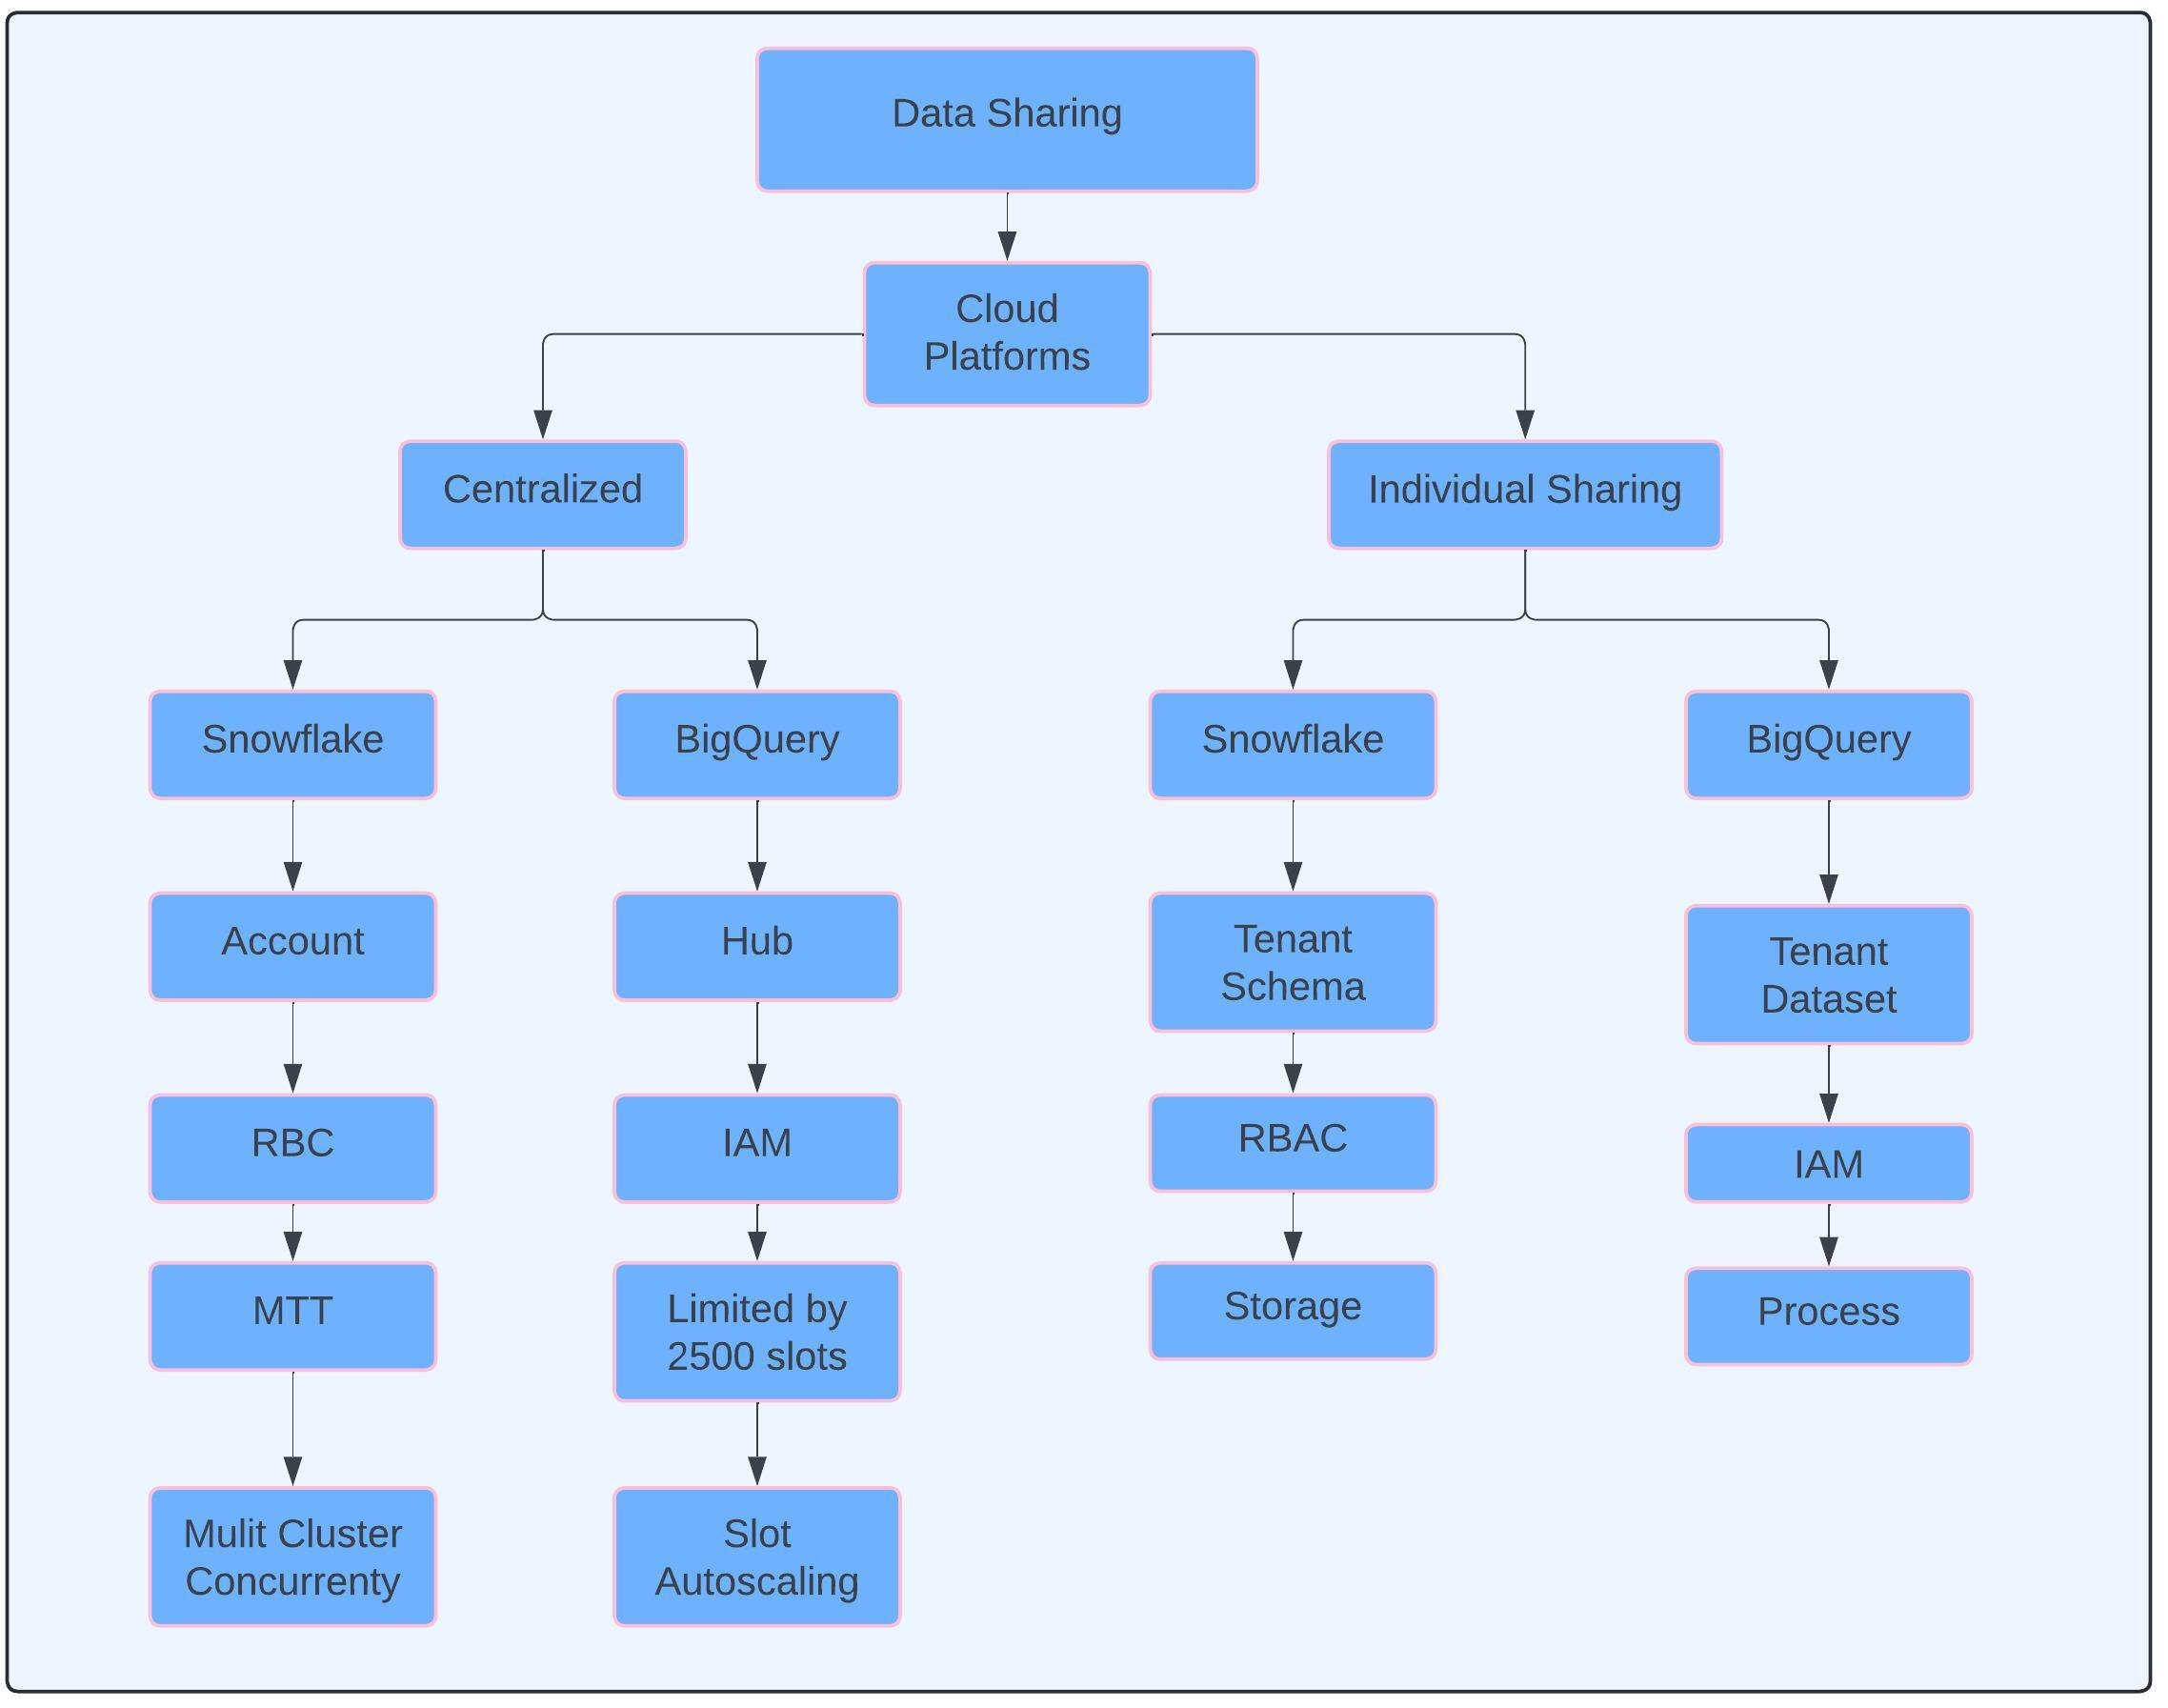 Data Sharing
Cloud
Platforms
Centralized
Individual Sharing
Snowflake
BigQuery
Snowflake
BigQuery
Account
Hub
Tenant
Schema
Tenant
Dataset
RBC
IAM
RBAC
IAM
MTT
Limited by
2500 slots
Storage
Process
Mulit Cluster
Concurrenty
Slot
Autoscaling